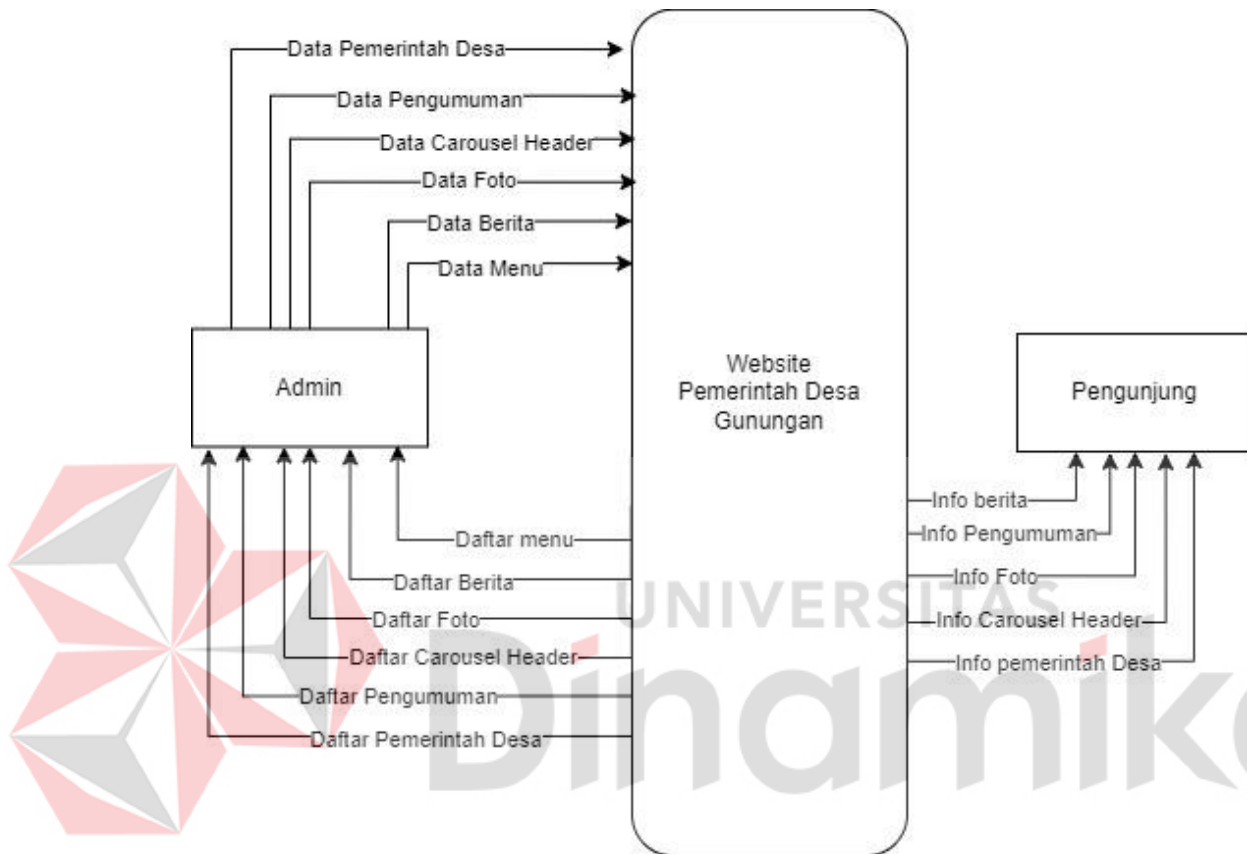 Data Pemerintah Desa
Data Pengumuman
Data Carousel Header
Data Foto
Data Berita
Data Menu
Admin
Website
Pemerintah Desa
Gunungan
Pengunjung
Info berita
Info Pengumuman
Info Foto
Info Carousel Header
Info pemerintah Desa
Daftar menu
Daftar Berita
Daftar Foto
Daftar Carousel Header
Daftar Pengumuman
Daftar Pemerintah Desa
UNIVERSITAS
Dinamika